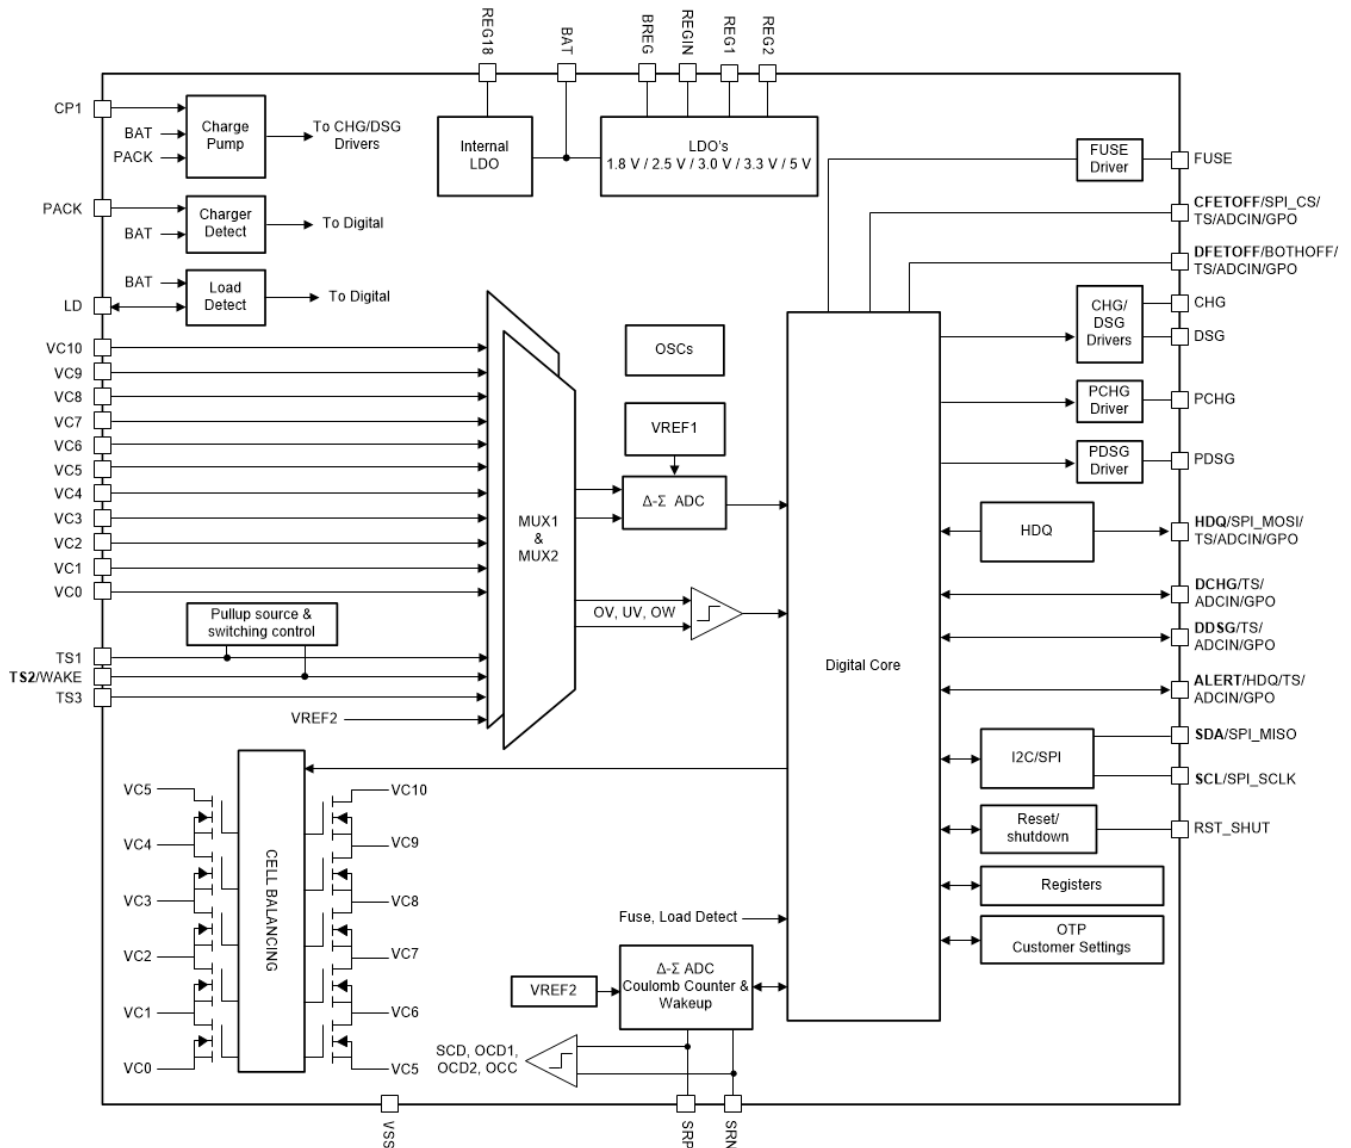 REG18
BAT
BREG
REGIN
REG1
REG2
CP1
BAT
PACK
Charge
Pump
To CHG/DSG
Drivers
Internal
LDO
LDO's
1.8 V / 2.5 V / 3.0 V / 3.3 V / 5 V
FUSE
Driver
FUSE
PACK
BAT
Charger
Detect
To Digital
CFETOFF/SPI_CS/
TS/ADCIN/GPO
DFETOFF/BOTHOFF/
TS/ADCIN/GPO
BAT
LD
Load
Detect
To Digital
CHG/
DSG
Drivers
CHG
DSG
VC10
VC9
VC8
VC7
VC6
VC5
VC4
VC3
VC2
VC1
VC0
OSCs
VREF1
Δ-Σ ADC
MUX1
&
MUX2
OV, UV, OW
PCHG
Driver
PCHG
PDSG
Driver
PDSG
HDQ
HDQ/SPI_MOSI/
TS/ADCIN/GPO
DCHG/TS/
ADCIN/GPO
DDSG/TS/
ADCIN/GPO
ALERT/HDQ/TS/
ADCIN/GPO
Pullup source &
switching control
TS1
TS2/WAKE
TS3
VREF2
Digital Core
I2C/SPI
SDA/SPI_MISO
SCL/SPI_SCLK
Reset/
shutdown
RST_SHUT
Registers
OTP
Customer Settings
VC5
VC4
VC3
VC2
VC1
VC0
CELL BALANCING
VC10
VC9
VC8
VC7
VC6
VC5
Fuse, Load Detect
VREF2
Δ-Σ ADC
Coulomb Counter &
Wakeup
SCD, OCD1,
OCD2, OCC
VSS
SRP
SRN